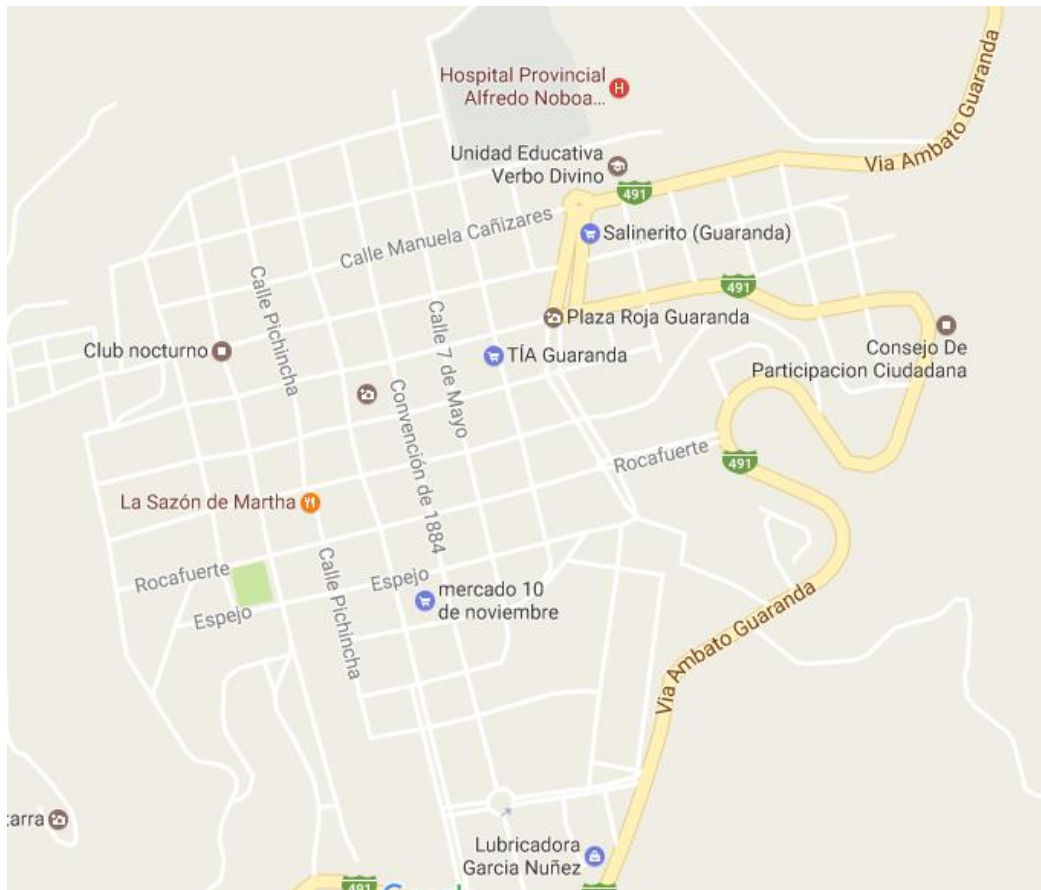 Hospital Provincial
Alfredo Noboa...
H
Via Ambato Guaranda
Unidad Educativa
Verbo Divino
491
Calle Manuela Cañizares
Salinerito (Guaranda)
491
Calle Pichincha
Calle 7 de Mayo
Plaza Roja Guaranda
Club nocturno
TÍA Guaranda
Consejo De
Participacion Ciudadana
Convención de 1884
Rocafuerte
491
La Sazón de Martha
Calle Pichincha
Rocafuerte
Espejo
Espejo
mercado 10
de noviembre
Via Ambato Guaranda
tarra
Lubricadora
Garcia Nuñez
491
491